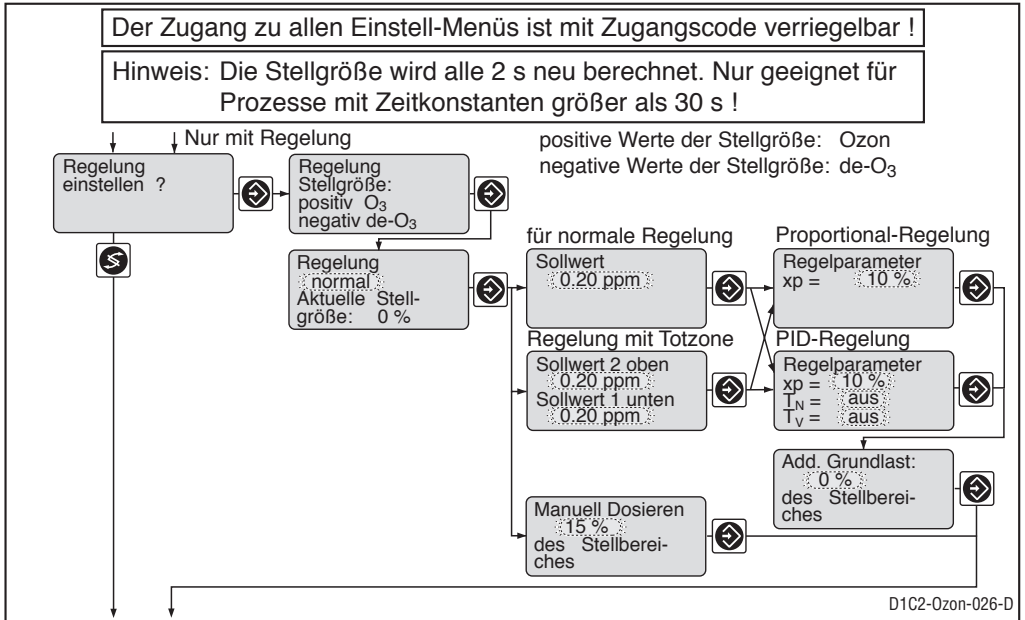 Der Zugang zu allen Einstell-Menüs ist mit Zugangscode verriegelbar !
Hinweis: Die Stellgröße wird alle 2 s neu berechnet. Nur geeignet für
Prozesse mit Zeitkonstanten größer als 30 s !
Nur mit Regelung
positive Werte der Stellgröße: Ozon
negative Werte der Stellgröße: de-O₃
Regelung
einstellen ?
Regelung
Stellgröße:
positiv O₃
negativ de-O₃
Regelung
normal
Aktuelle Stell-
größe: 0 %
für normale Regelung
Sollwert
0.20 ppm
Proportional-Regelung
Regelparameter
xp = 10 %
Regelung mit Totzone
Sollwert 2 oben
0.20 ppm
Sollwert 1 unten
0.20 ppm
PID-Regelung
Regelparameter
xp = 10 %
T_N = aus
T_V = aus
Add. Grundlast:
0 %
des Stellberei-
ches
Manuell Dosieren
15 %
des Stellberei-
ches
D1C2-Ozon-026-D